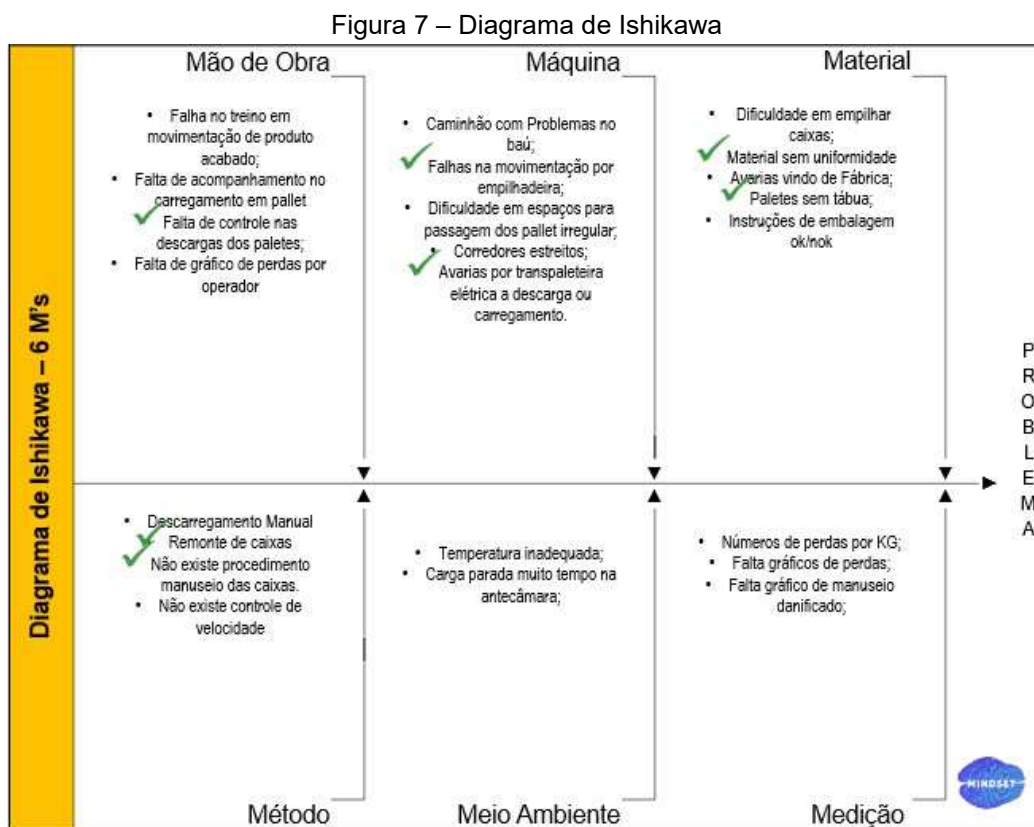 Figura 7 – Diagrama de Ishikawa
Diagrama de Ishikawa – 6 M's
Mão de Obra
• Falha no treino em
movimentação de produto
acabado;
• Falta de acompanhamento no
carregamento em pallet
Falta de controle nas
descargas dos paletes;
• Falta de gráfico de perdas por
operador
Máquina
• Caminhão com Problemas no
baú;
Falhas na movimentação por
empilhadeira;
• Dificuldade em espaços para
passagem dos pallet irregular;
• Corredores estreitos;
Avarias por transpaleteira
elétrica a descarga ou
carregamento.
Material
• Dificuldade em empilhar
caixas;
Material sem uniformidade
• Avarias vindo de Fábrica;
Paletes sem tábua;
• Instruções de embalagem
ok/nok
PROBLEMA
• Descarregamento Manual
Remonte de caixas
Não existe procedimento
manuseio das caixas.
• Não existe controle de
velocidade
Método
• Temperatura inadequada;
• Carga parada muito tempo na
antecâmara;
Meio Ambiente
• Números de perdas por KG;
• Falta gráficos de perdas;
• Falta gráfico de manuseio
danificado;
Medição
MINDSET